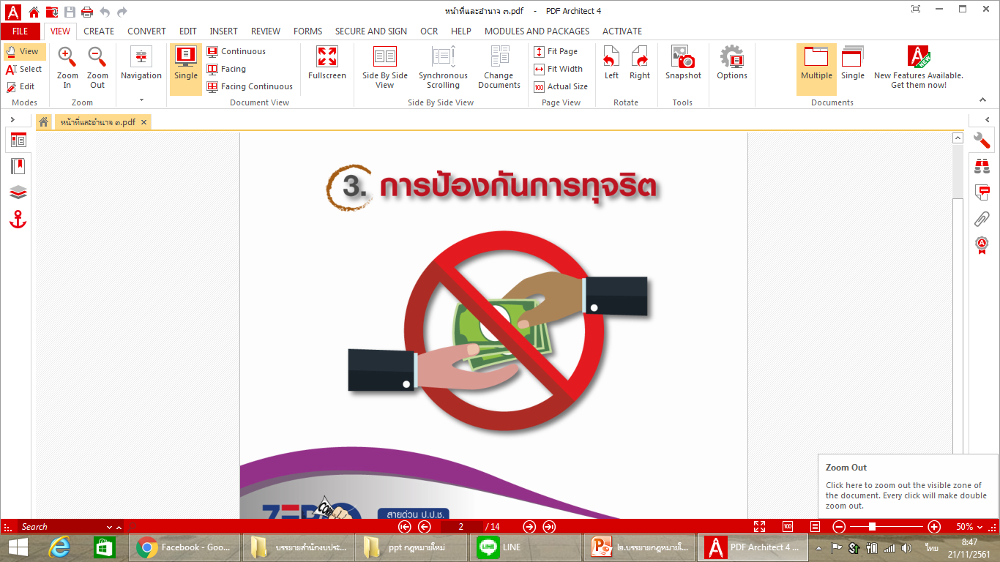 หน้าที่และอำนาจ ๓.pdf - PDF Architect 4
FILE VIEW CREATE CONVERT EDIT INSERT REVIEW FORMS SECURE AND SIGN OCR HELP MODULES AND PACKAGES ACTIVATE
View
Select
Edit
Modes
Zoom In
Zoom Out
Zoom
Navigation
Single
Continuous
Facing
Facing Continuous
Document View
Fullscreen
Side By Side View
Synchronous Scrolling
Change Documents
Side By Side View
Fit Page
Fit Width
100 Actual Size
Page View
Left
Right
Rotate
Snapshot
Tools
Options
Multiple
Single
NEW
New Features Available. Get them now!
Documents
หน้าที่และอำนาจ ๓.pdf
3. การป้องกันการทุจริต
ZERO
สายด่วน ป.ป.ช.
Zoom Out
Click here to zoom out the visible zone of
the document. Every click will make double
zoom out.
Search
2 / 14
100
50%
Facebook - Goo...
บรรยายสำนักงบประ...
ppt กฎหมายใหม่
LINE
๒.บรรยายกฎหมายใ...
PDF Architect 4 ...
ไทย
8:47
21/11/2561